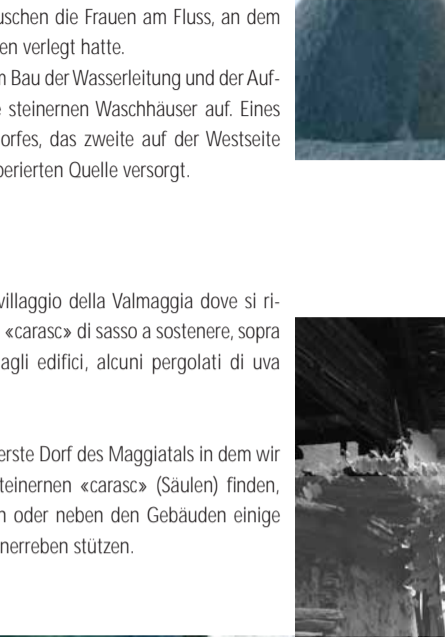 uschen die Frauen am Fluss, an dem
en verlegt hatte.
m Bau der Wasserleitung und der Auf-
e steinernen Waschhäuser auf. Eines
orfes, das zweite auf der Westseite
perierten Quelle versorgt.
villaggio della Valmaggia dove si ri-
«carasc» di sasso a sostenere, sopra
agli edifici, alcuni pergolati di uva
erste Dorf des Maggiatals in dem wir
teinernen «carasc» (Säulen) finden,
n oder neben den Gebäuden einige
nerreben stützen.